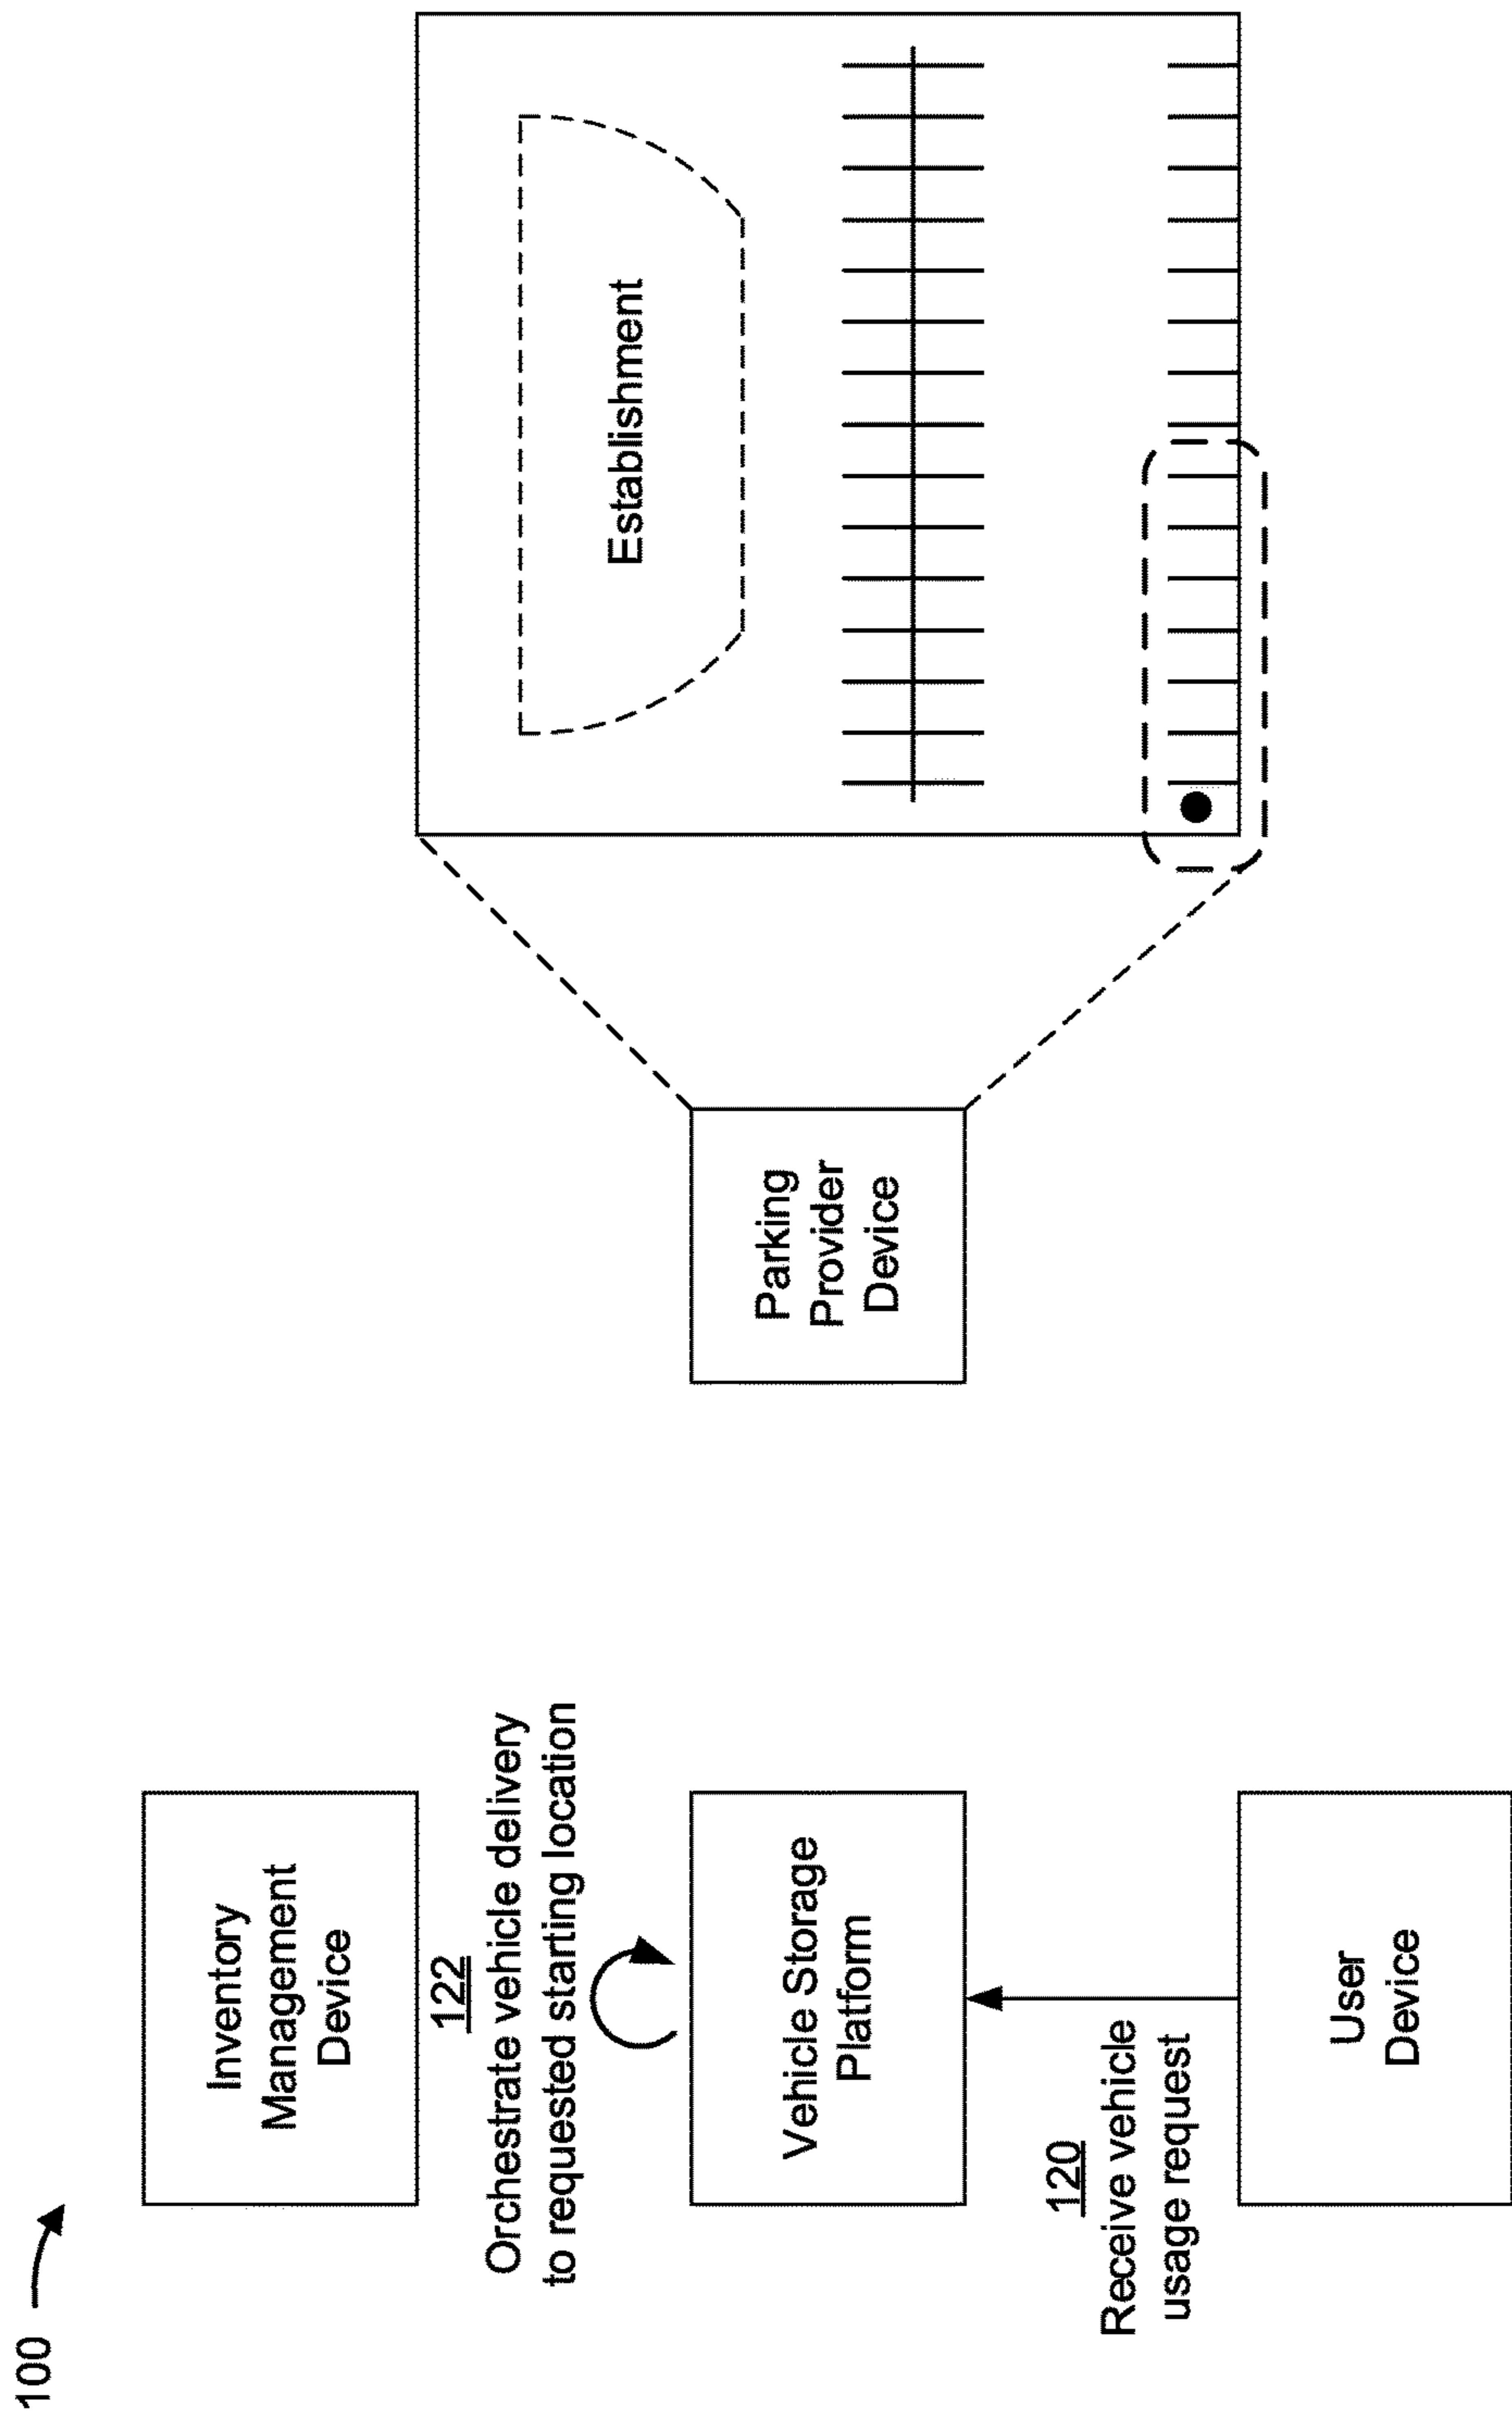 100
Inventory
Management
Device
122
Orchestrate vehicle delivery
to requested starting location
Vehicle Storage
Platform
120
Receive vehicle
usage request
User
Device
Parking
Provider
Device
Establishment